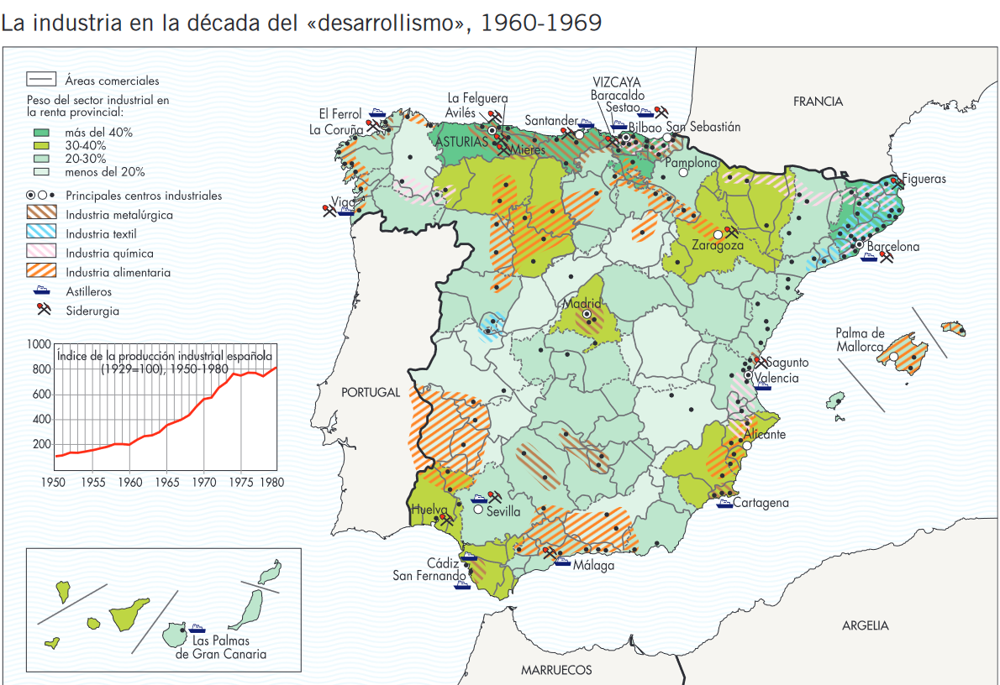 La industria en la década del «desarrollismo», 1960-1969
Áreas comerciales
Peso del sector industrial en
la renta provincial:
más del 40%
30-40%
20-30%
menos del 20%
Principales centros industriales
Industria metalúrgica
Industria textil
Industria química
Industria alimentaria
Astilleros
Siderurgia
El Ferrol
La Coruña
La Felguera
Avilés
ASTURIAS
Mieres
Santander
VIZCAYA
Baracaldo
Sestao
Bilbao
San Sebastián
Pamplona
FRANCIA
Figueras
Vigo
Zaragoza
Barcelona
Madrid
Palma de
Mallorca
Sagunto
Valencia
PORTUGAL
Alicante
Cartagena
Huelva
Sevilla
Cádiz
San Fernando
Málaga
ARGELIA
MARRUECOS
Índice de la producción industrial española
(1929=100), 1950-1980
1000
800
600
400
200
1950
1955
1960
1965
1970
1975
1980
Las Palmas
de Gran Canaria